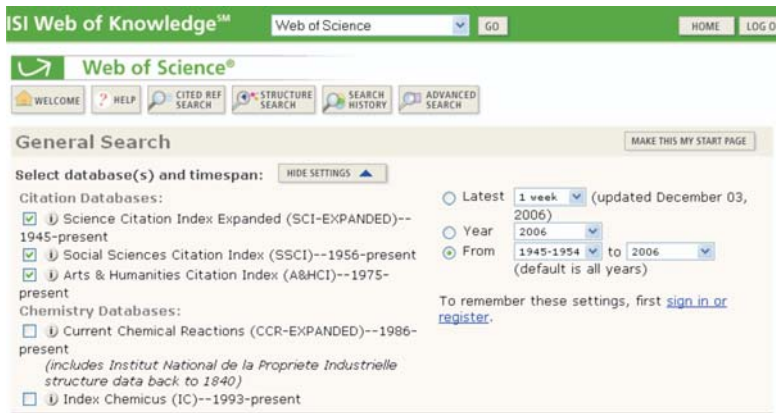 ISI Web of Knowledge℠ Web of Science GO HOME LOG O
Web of Science®
WELCOME ? HELP CITED REF SEARCH STRUCTURE SEARCH SEARCH HISTORY ADVANCED SEARCH
General Search MAKE THIS MY START PAGE
Select database(s) and timespan: HIDE SETTINGS
Citation Databases:
Science Citation Index Expanded (SCI-EXPANDED)--
1945-present
Social Sciences Citation Index (SSCI)--1956-present
Arts & Humanities Citation Index (A&HCI)--1975-
present
Chemistry Databases:
Current Chemical Reactions (CCR-EXPANDED)--1986-
present
(includes Institut National de la Propriete Industrielle
structure data back to 1840)
Index Chemicus (IC)--1993-present
Latest 1 week (updated December 03,
2006)
Year 2006
From 1945-1954 to 2006
(default is all years)
To remember these settings, first sign in or
register.